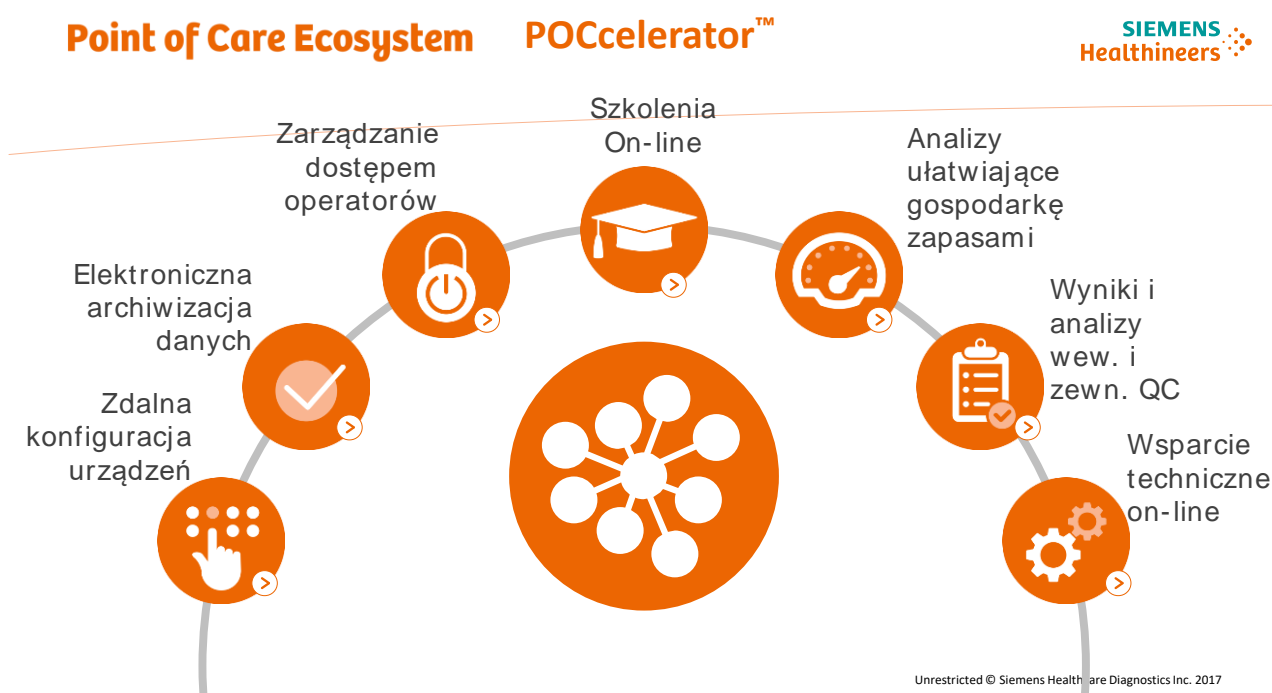 Point of Care Ecosystem POCcelerator™
SIEMENS
Healthineers
Szkolenia
On-line
Zarządzanie
dostępem
operatorów
Analizy
ułatwiające
gospodarkę
zapasami
Elektroniczna
archiwizacja
danych
Wyniki i
analizy
wew. i
zewn. QC
Zdalna
konfiguracja
urządzeń
Wsparcie
techniczne
on-line
Unrestricted © Siemens Healthcare Diagnostics Inc. 2017